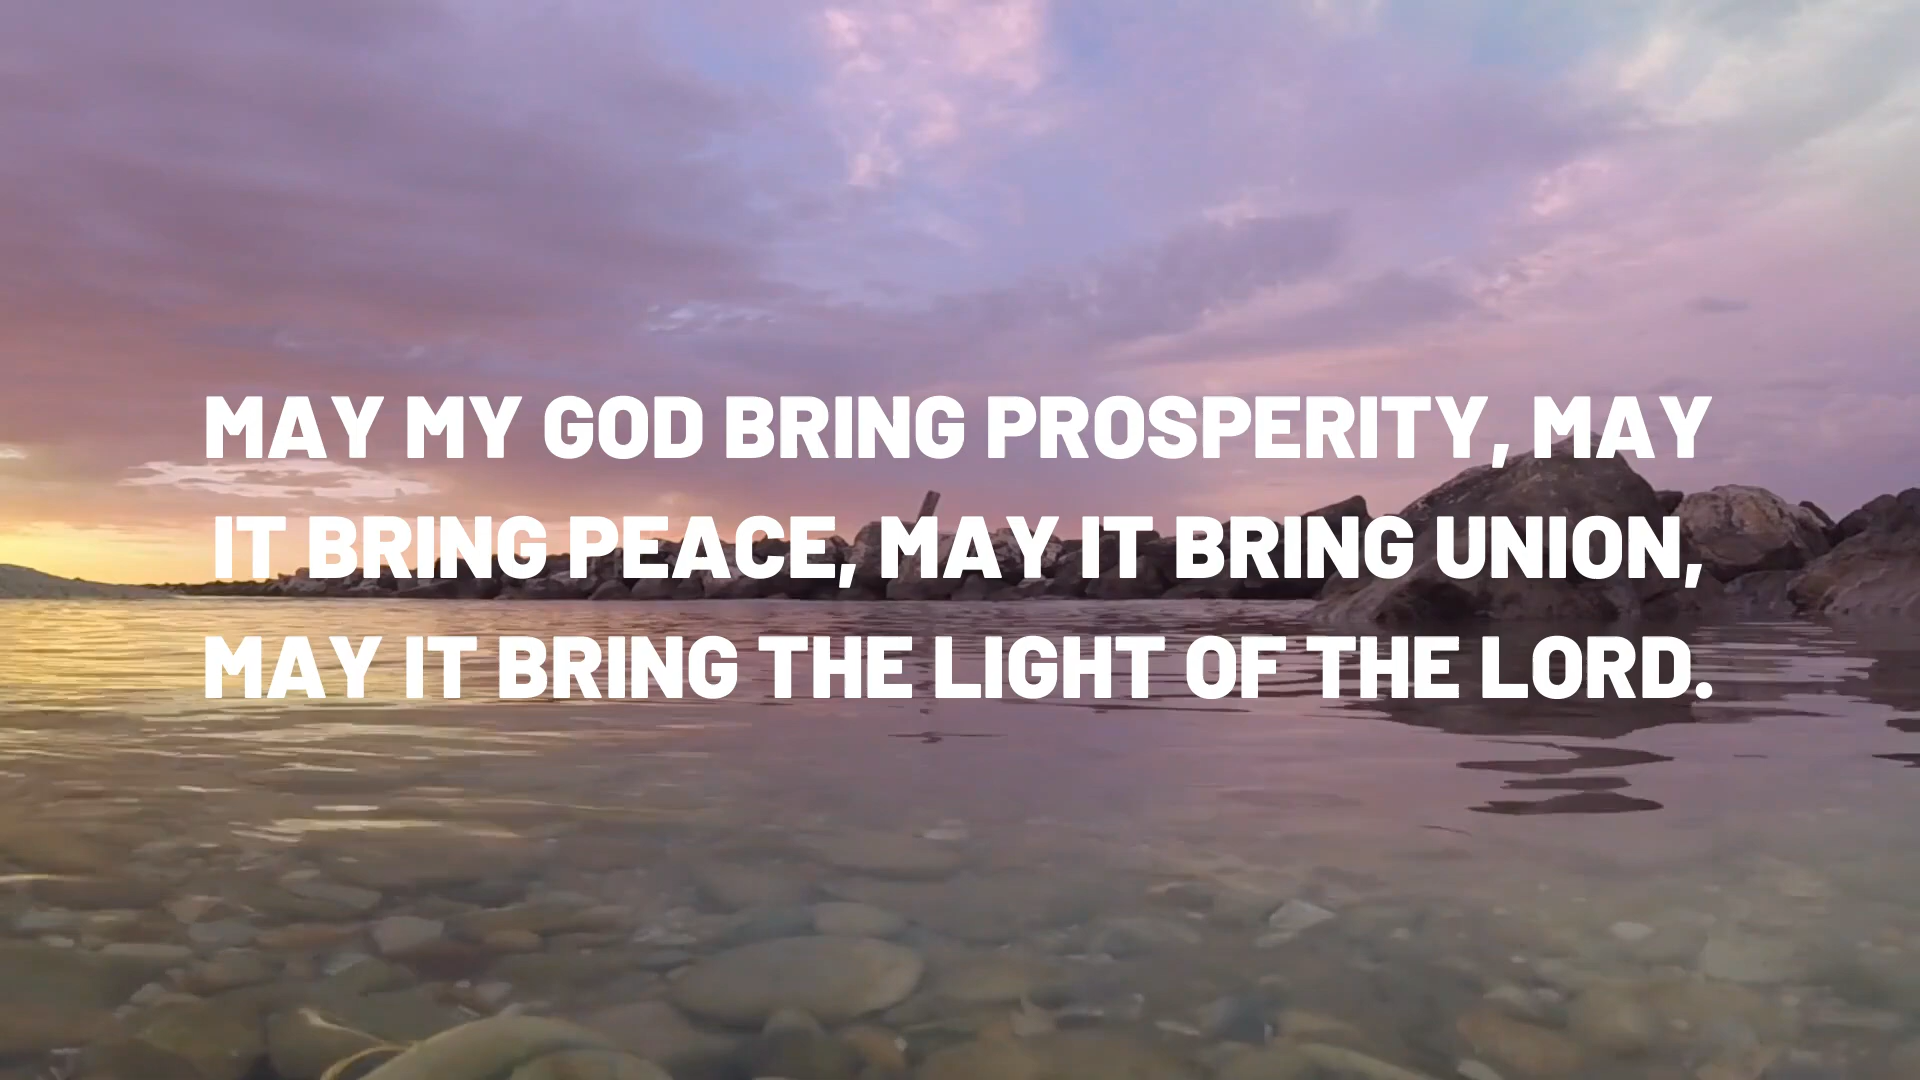 MAY MY GOD BRING PROSPERITY, MAY
IT BRING PEACE, MAY IT BRING UNION,
MAY IT BRING THE LIGHT OF THE LORD.